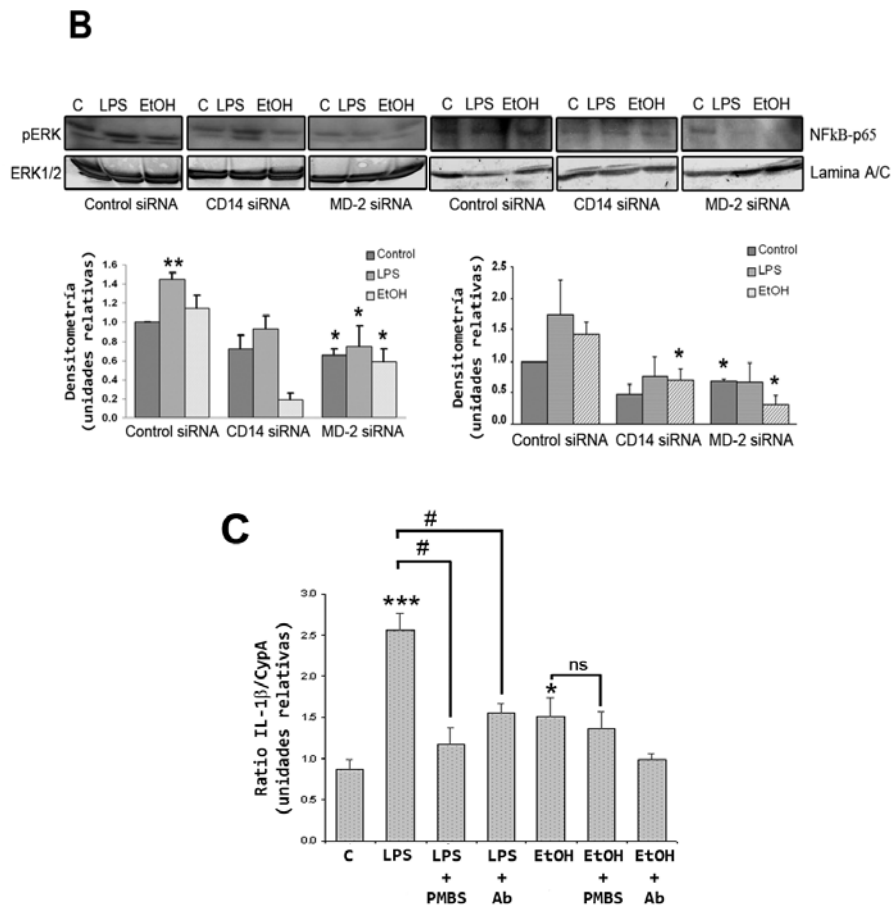 B
C LPS EtOH C LPS EtOH C LPS EtOH C LPS EtOH C LPS EtOH C LPS EtOH
pERK NFkB-p65
ERK1/2 Lamina A/C
Control siRNA CD14 siRNA MD-2 siRNA Control siRNA CD14 siRNA MD-2 siRNA
Densitometría
(unidades relativas)
1.6
1.4
1.2
1.0
0.8
0.6
0.4
0.2
0.0
** * * *
Control
LPS
EtOH
Control siRNA CD14 siRNA MD-2 siRNA
Densitometría
(unidades relativas)
2.5
2.0
1.5
1.0
0.5
0.0
* * *
Control
LPS
EtOH
Control siRNA CD14 siRNA MD-2 siRNA
C
Ratio IL-1β/CypA
(unidades relativas)
3.0
2.5
2.0
1.5
1.0
0.5
0.0
#
#
***
ns
*
C LPS LPS LPS EtOH EtOH EtOH
+ + + +
PMBS Ab PMBS Ab